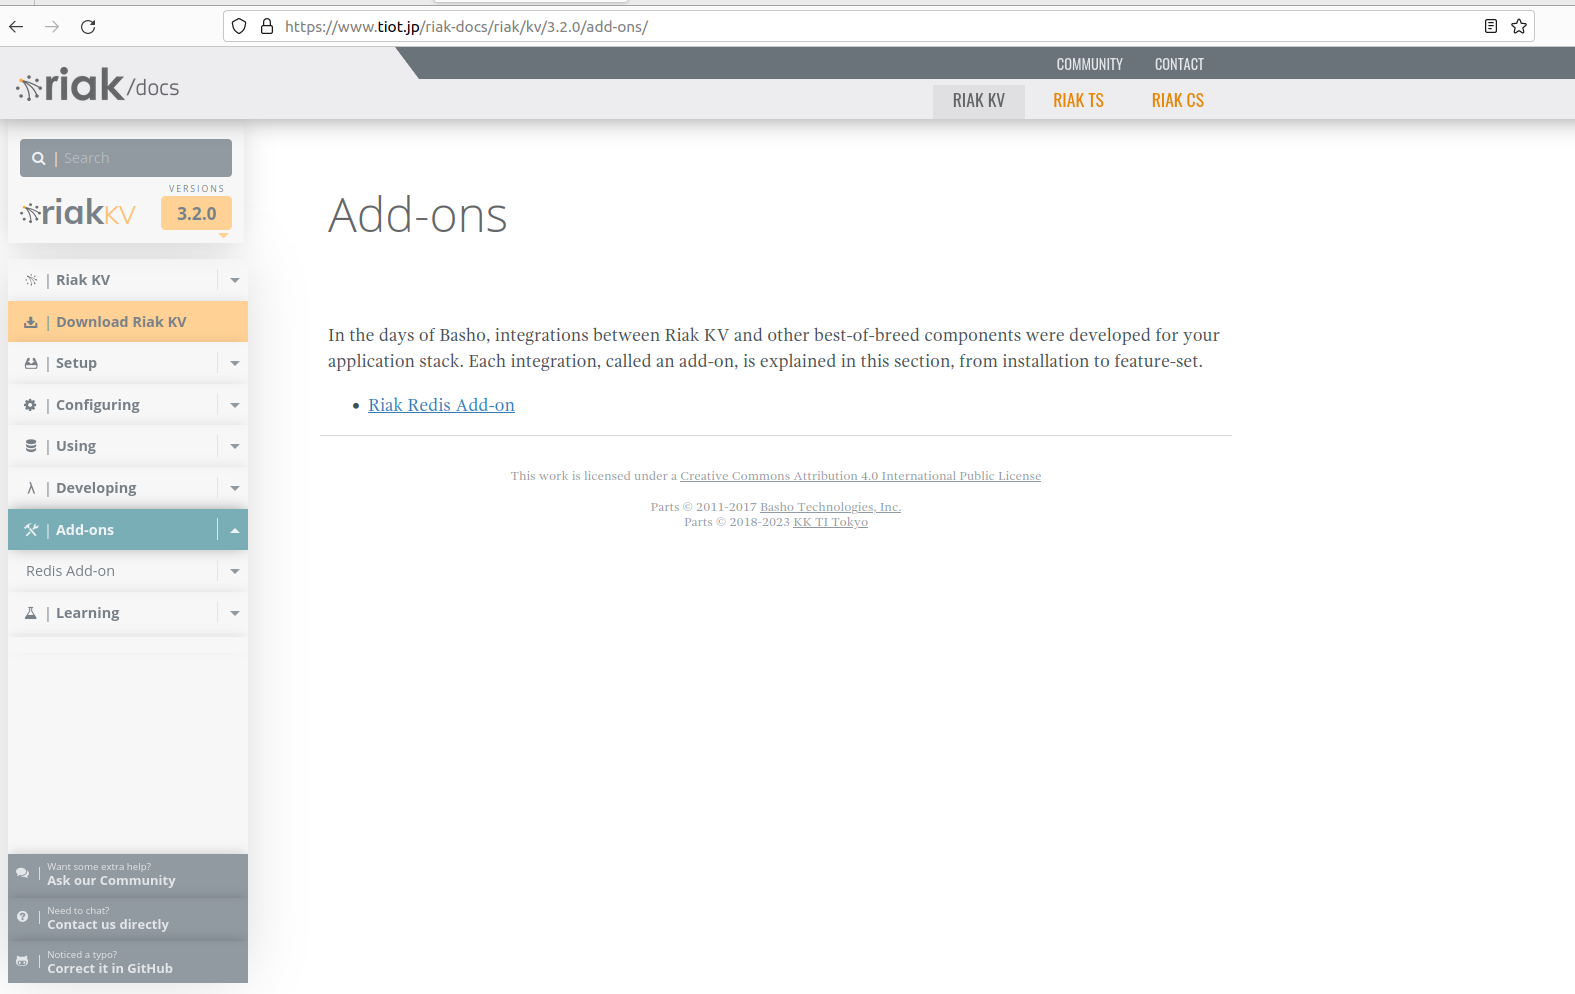 https://www.tiot.jp/riak-docs/riak/kv/3.2.0/add-ons/
COMMUNITY CONTACT
riak/docs
RIAK KV RIAK TS RIAK CS
| Search
VERSIONS
riak KV 3.2.0
| Riak KV
| Download Riak KV
| Setup
| Configuring
| Using
λ | Developing
| Add-ons
Redis Add-on
| Learning
Want some extra help?
Ask our Community
Need to chat?
Contact us directly
Noticed a typo?
Correct it in GitHub
Add-ons
In the days of Basho, integrations between Riak KV and other best-of-breed components were developed for your
application stack. Each integration, called an add-on, is explained in this section, from installation to feature-set.
• Riak Redis Add-on
This work is licensed under a Creative Commons Attribution 4.0 International Public License
Parts © 2011-2017 Basho Technologies, Inc.
Parts © 2018-2023 KK TI Tokyo